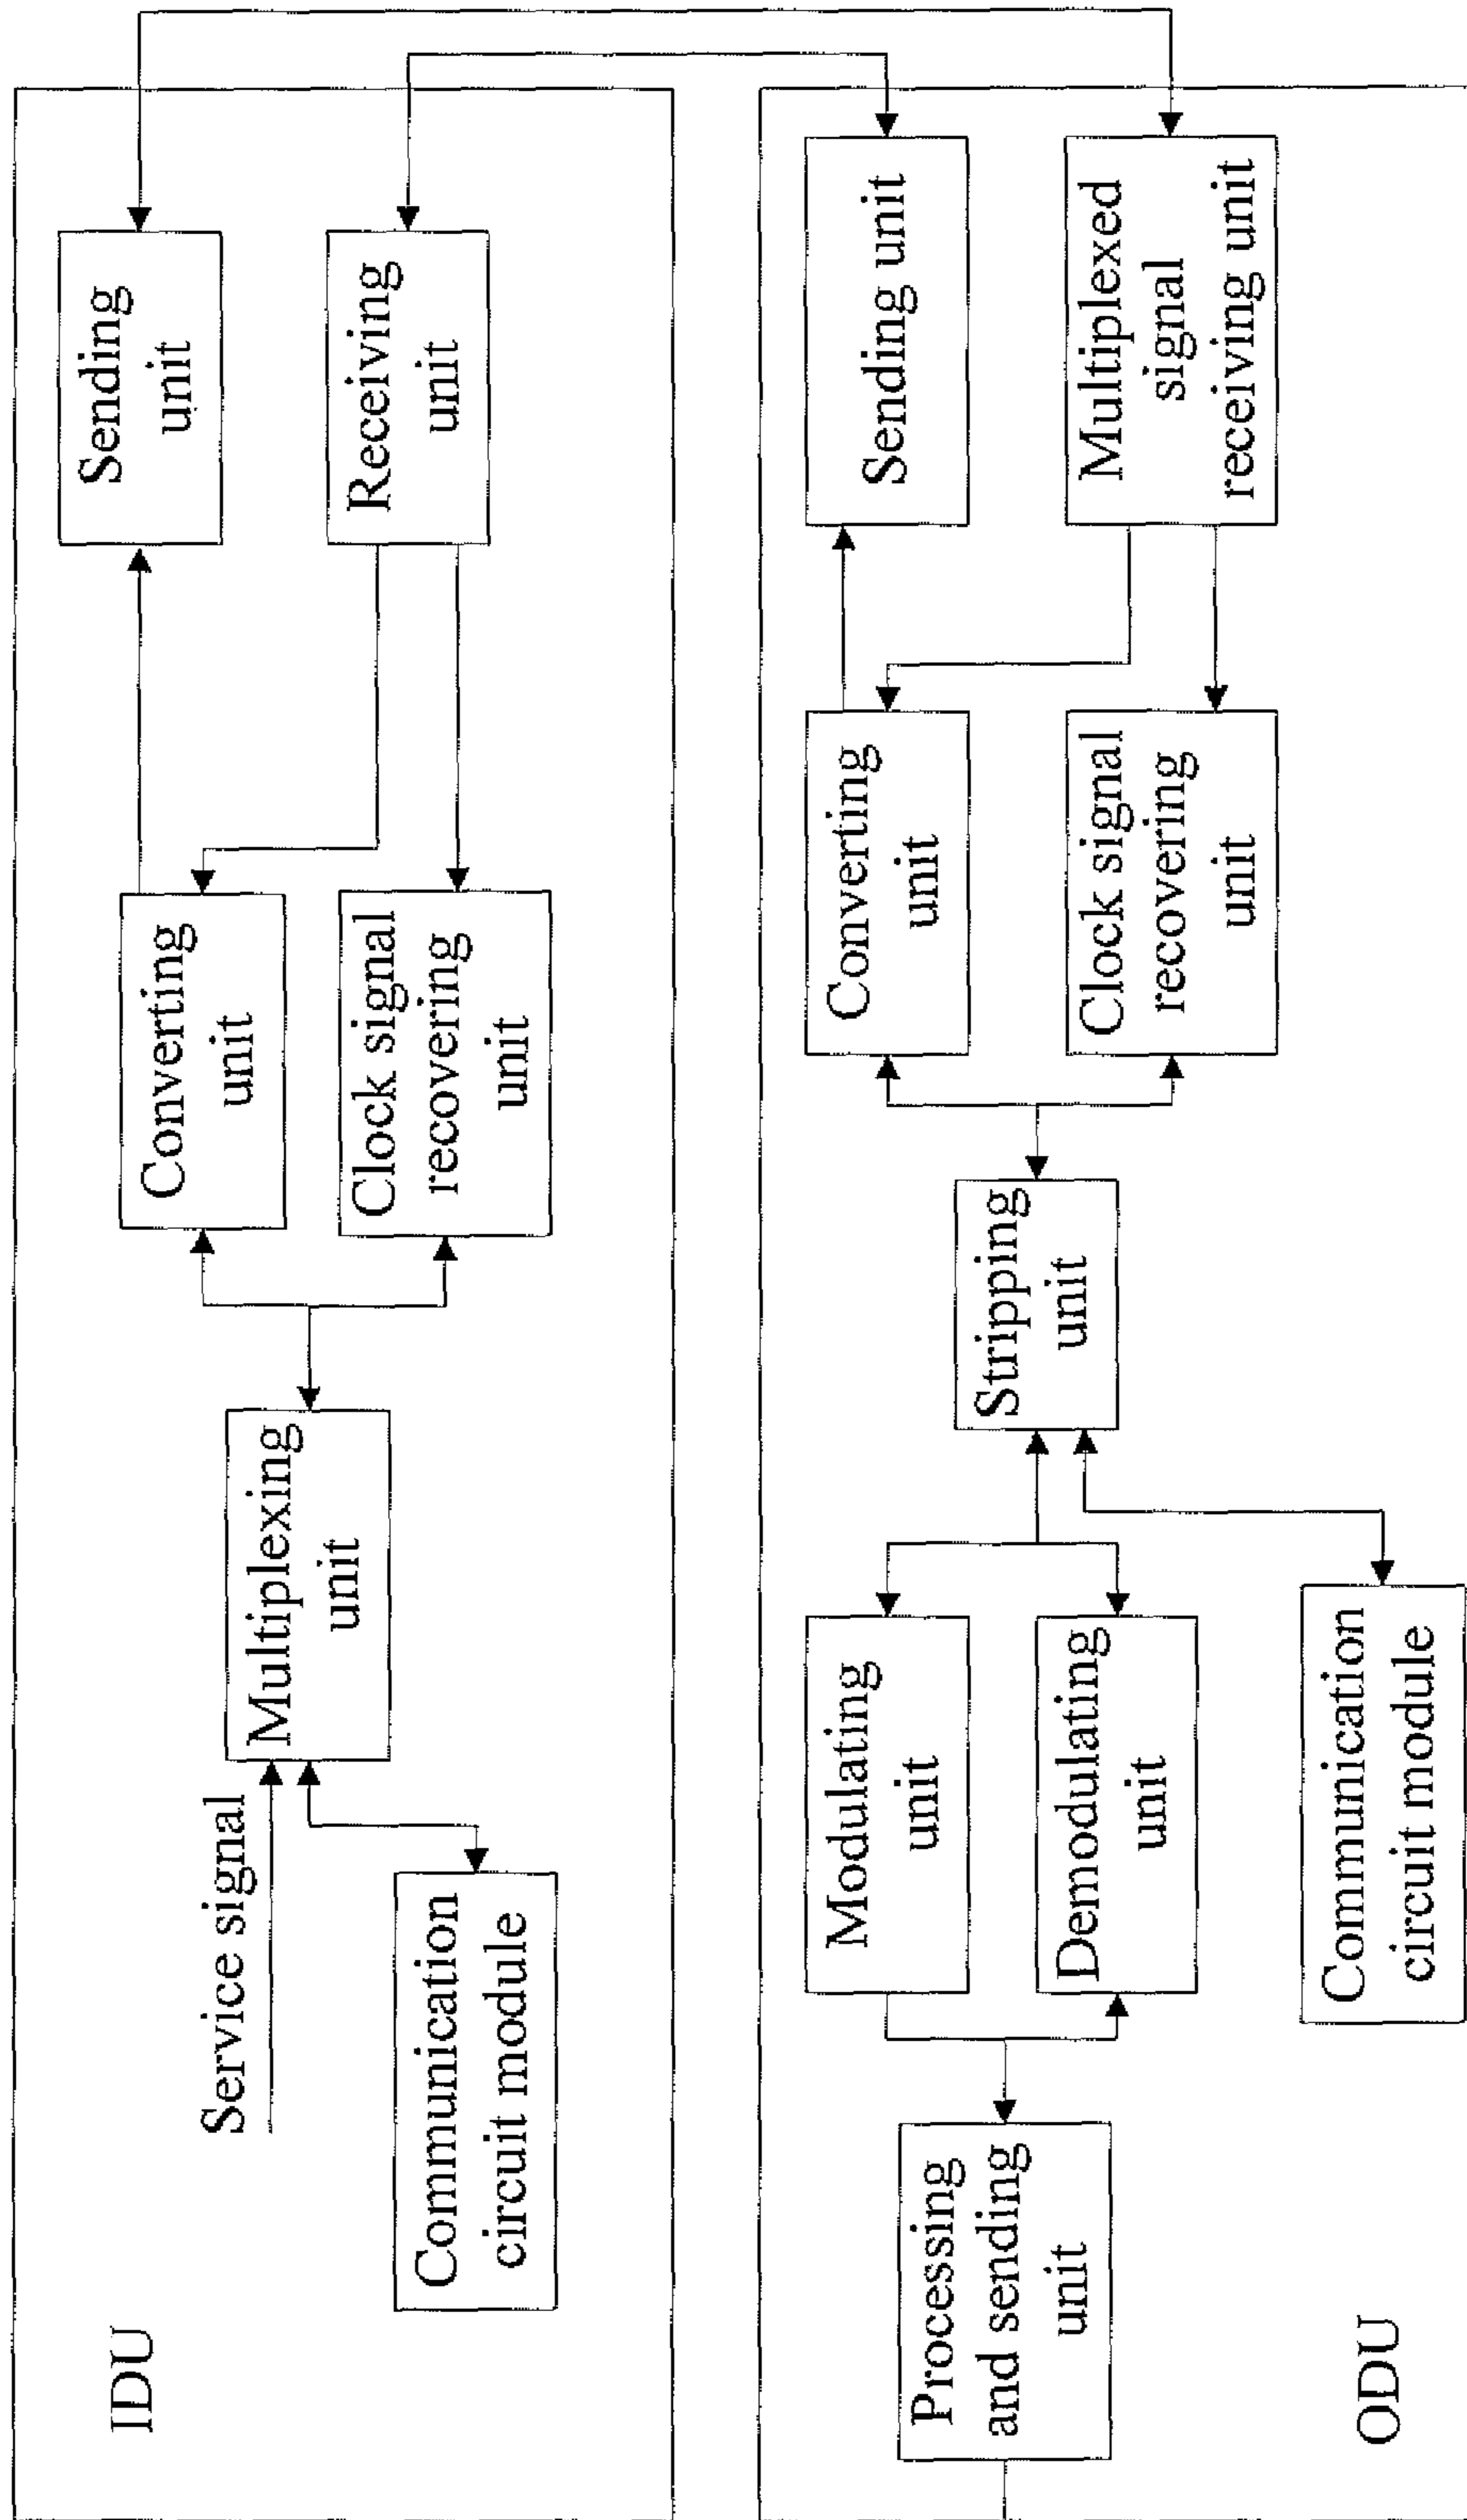 IDU
Service signal
Communication
circuit module
Multiplexing
unit
Converting
unit
Clock signal
recovering
unit
Sending
unit
Receiving
unit
ODU
Processing
and sending
unit
Modulating
unit
Demodulating
unit
Communication
circuit module
Stripping
unit
Converting
unit
Clock signal
recovering
unit
Sending unit
Multiplexed
signal
receiving unit